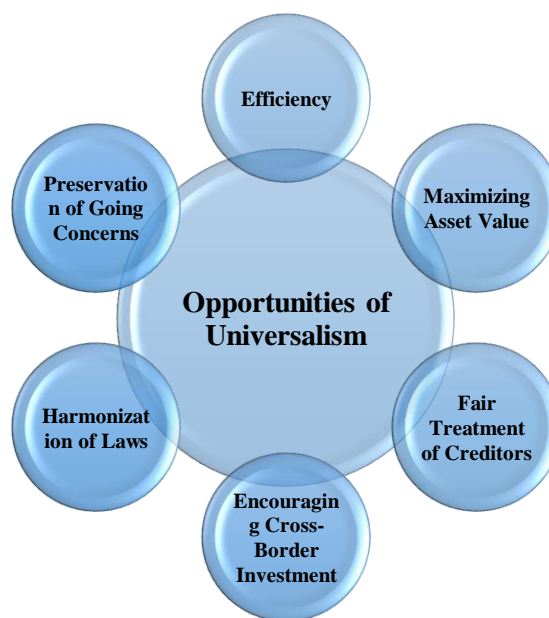 Efficiency
Maximizing
Asset Value
Fair
Treatment
of Creditors
Encouragin
g Cross-
Border
Investment
Harmonizat
ion of Laws
Preservatio
n of Going
Concerns
Opportunities of
Universalism